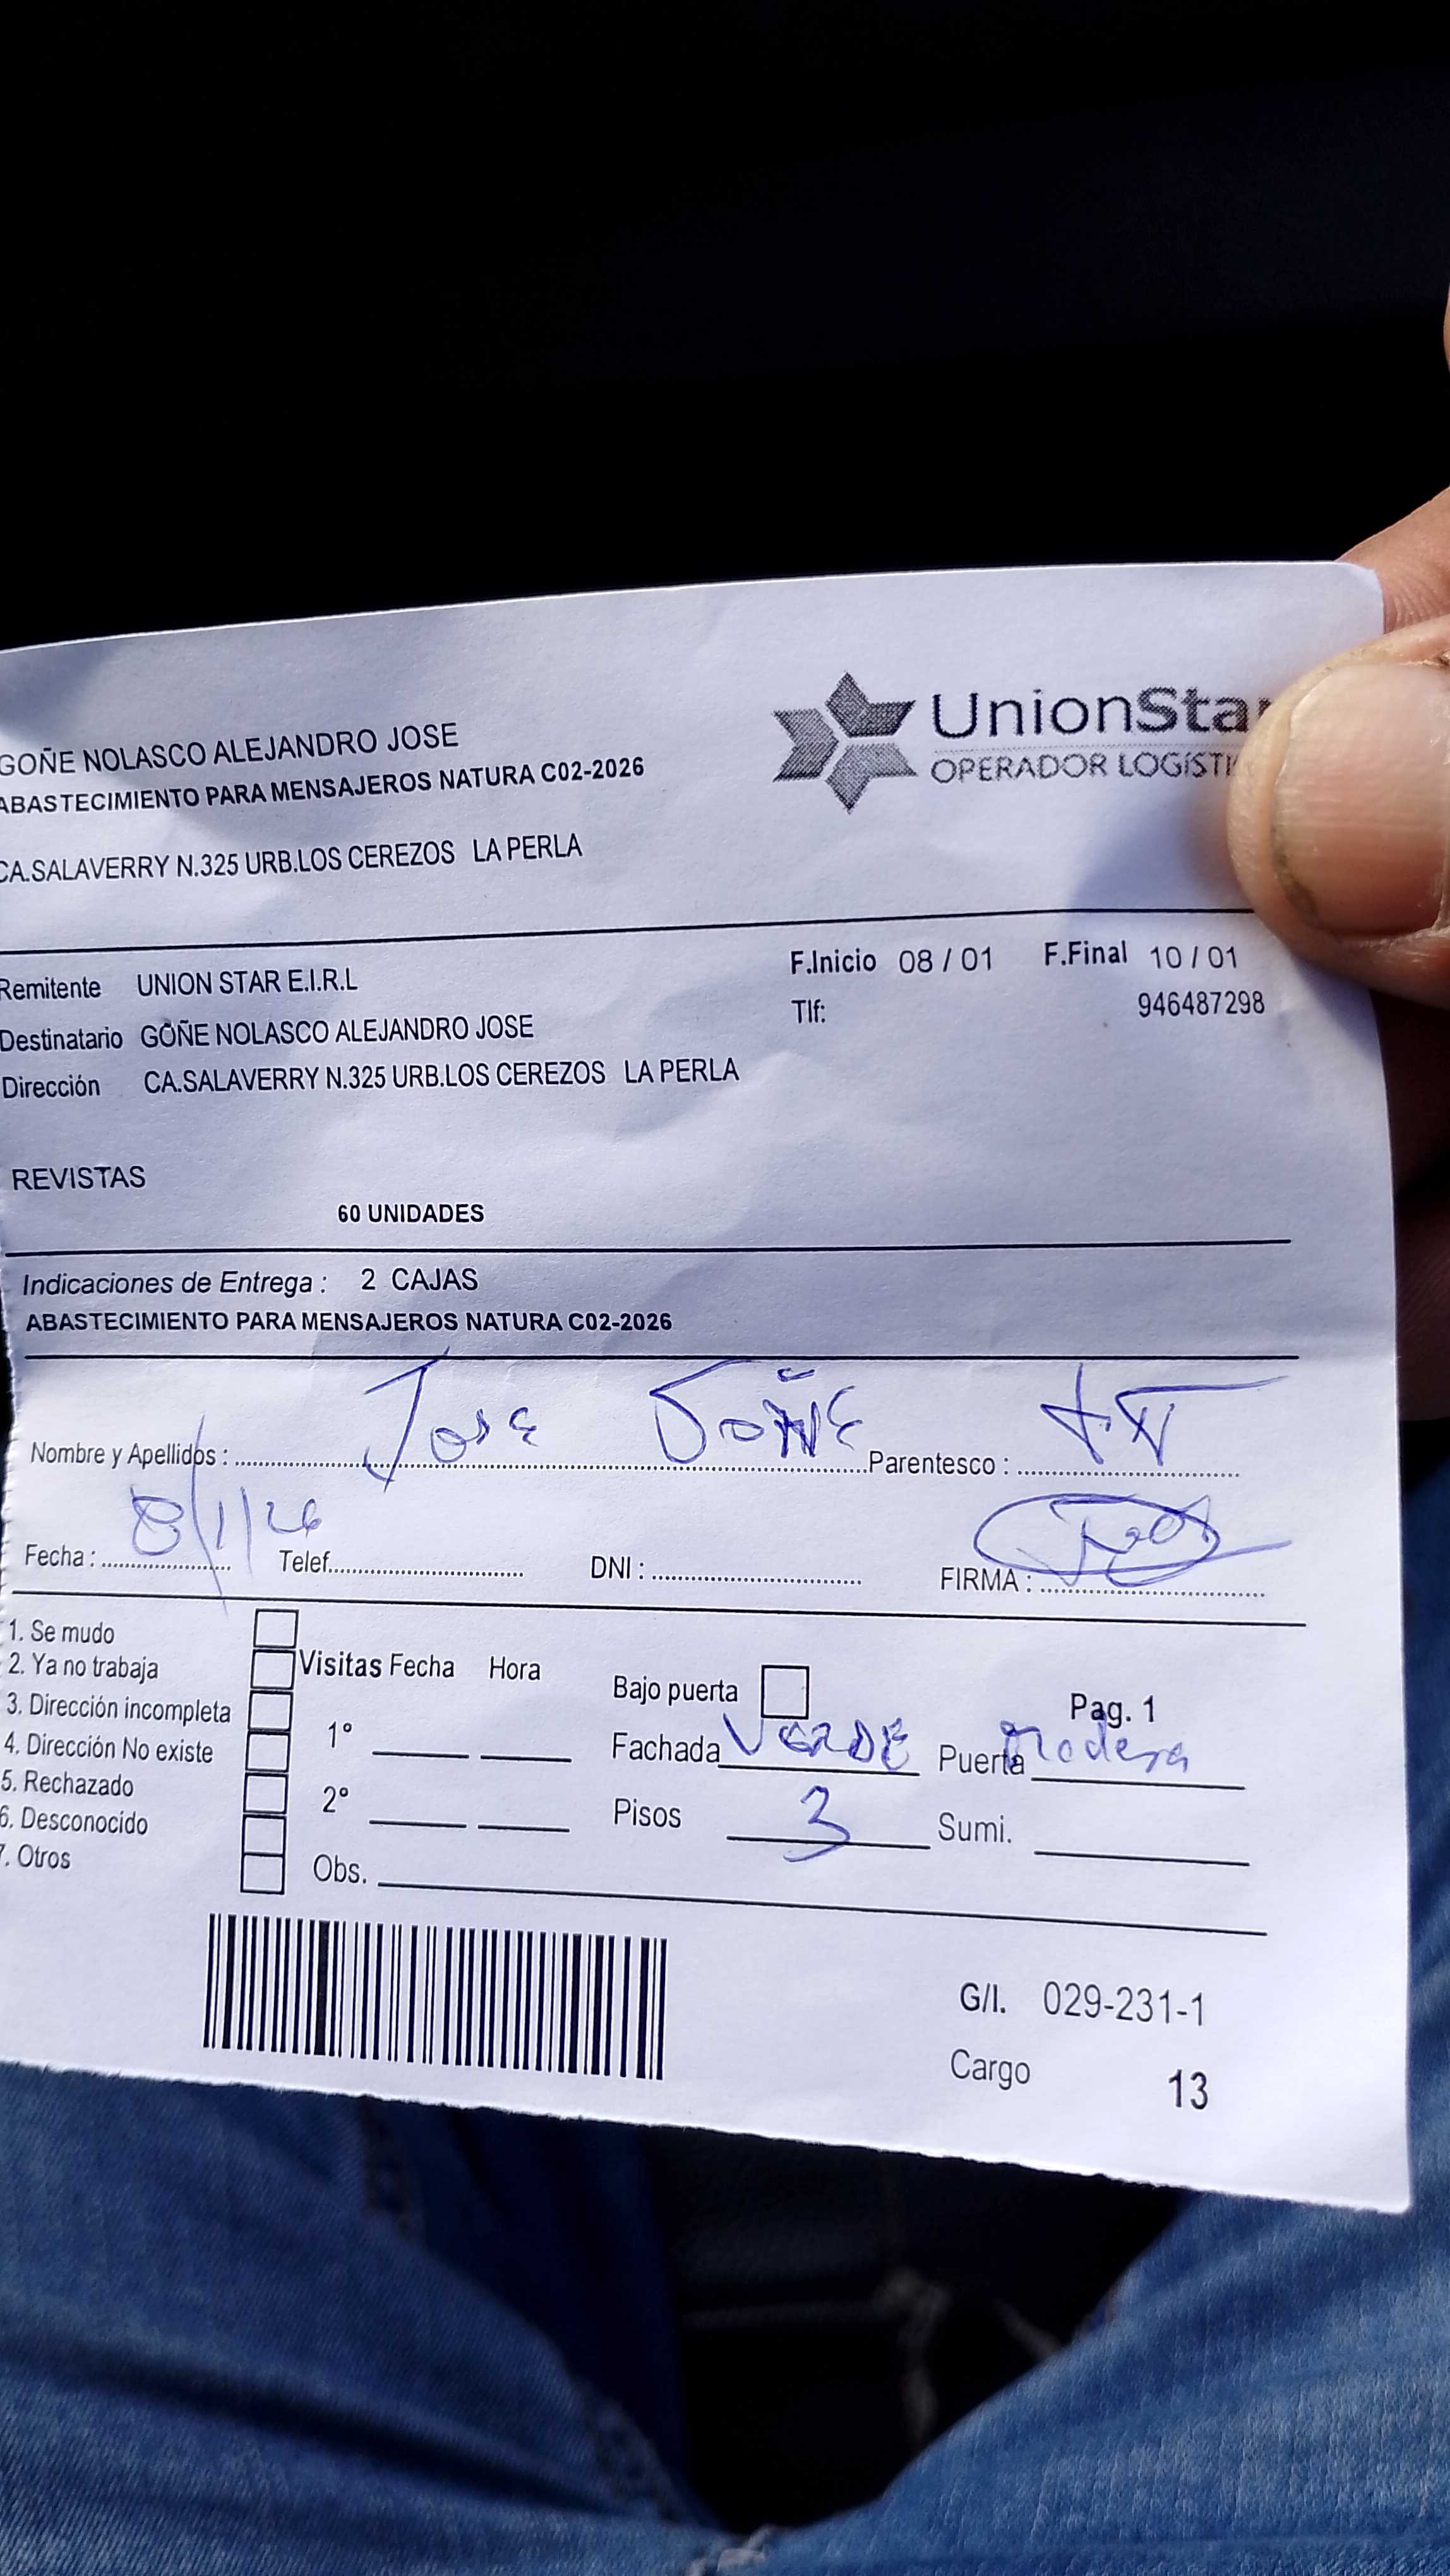 GOÑE NOLASCO ALEJANDRO JOSE
ABASTECIMIENTO PARA MENSAJEROS NATURA C02-2026
CA.SALAVERRY N.325 URB.LOS CEREZOS LA PERLA
UnionSta
OPERADOR LOGÍSTI
Remitente UNION STAR E.I.R.L
F.Inicio 08 / 01 F.Final 10 / 01
Destinatario GOÑE NOLASCO ALEJANDRO JOSE
Tlf: 946487298
Dirección CA.SALAVERRY N.325 URB.LOS CEREZOS LA PERLA
REVISTAS
60 UNIDADES
Indicaciones de Entrega : 2 CAJAS
ABASTECIMIENTO PARA MENSAJEROS NATURA C02-2026
Nombre y Apellidos : Jose Goñe Parentesco :
Fecha : 8/1/26 Telef. DNI : FIRMA :
1. Se mudo
2. Ya no trabaja
3. Dirección incompleta
4. Dirección No existe
5. Rechazado
6. Desconocido
7. Otros
Visitas Fecha Hora
1°
2°
Obs.
Bajo puerta
Pag. 1
Fachada VERDE Puerta Madera
Pisos 3 Sumi.
G/I. 029-231-1
Cargo 13